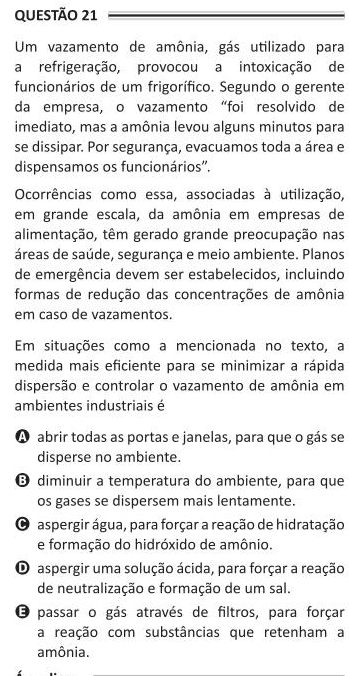 QUESTÃO 21
Um vazamento de amônia, gás utilizado para
a refrigeração, provocou a intoxicação de
funcionários de um frigorífico. Segundo o gerente
da empresa, o vazamento “foi resolvido de
imediato, mas a amônia levou alguns minutos para
se dissipar. Por segurança, evacuamos toda a área e
dispensamos os funcionários”.
Ocorrências como essa, associadas à utilização,
em grande escala, da amônia em empresas de
alimentação, têm gerado grande preocupação nas
áreas de saúde, segurança e meio ambiente. Planos
de emergência devem ser estabelecidos, incluindo
formas de redução das concentrações de amônia
em caso de vazamentos.
Em situações como a mencionada no texto, a
medida mais eficiente para se minimizar a rápida
dispersão e controlar o vazamento de amônia em
ambientes industriais é
A abrir todas as portas e janelas, para que o gás se
disperse no ambiente.
B diminuir a temperatura do ambiente, para que
os gases se dispersem mais lentamente.
C aspergir água, para forçar a reação de hidratação
e formação do hidróxido de amônio.
D aspergir uma solução ácida, para forçar a reação
de neutralização e formação de um sal.
E passar o gás através de filtros, para forçar
a reação com substâncias que retenham a
amônia.